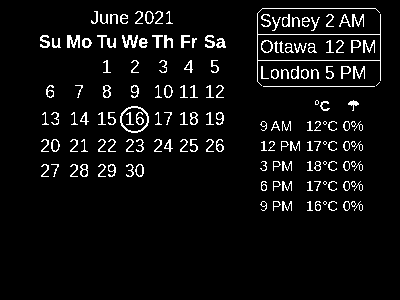 June 2021
Su Mo Tu We Th Fr Sa
1 2 3 4 5
6 7 8 9 10 11 12
13 14 15 16 17 18 19
20 21 22 23 24 25 26
27 28 29 30
Sydney 2 AM
Ottawa 12 PM
London 5 PM
°C
9 AM 12°C 0%
12 PM 17°C 0%
3 PM 18°C 0%
6 PM 17°C 0%
9 PM 16°C 0%